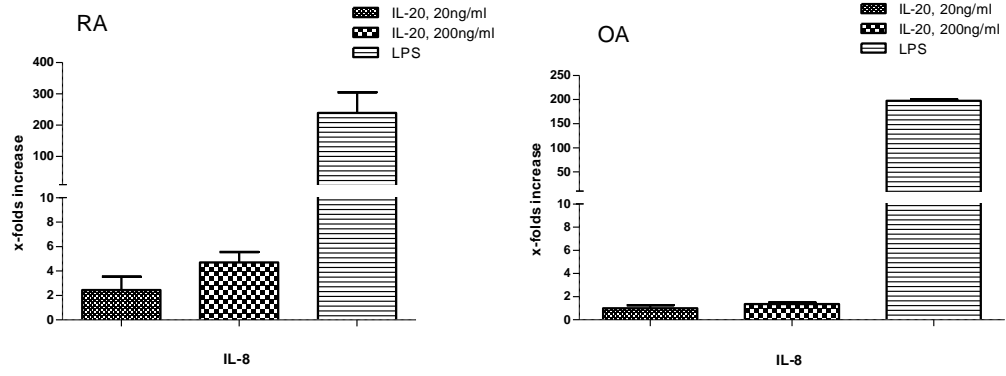 RA
IL-20, 20ng/ml
IL-20, 200ng/ml
LPS
x-folds increase
400
300
200
100
10
8
6
4
2
0
IL-8
OA
IL-20, 20ng/ml
IL-20, 200ng/ml
LPS
x-folds increase
250
200
150
100
50
10
8
6
4
2
0
IL-8